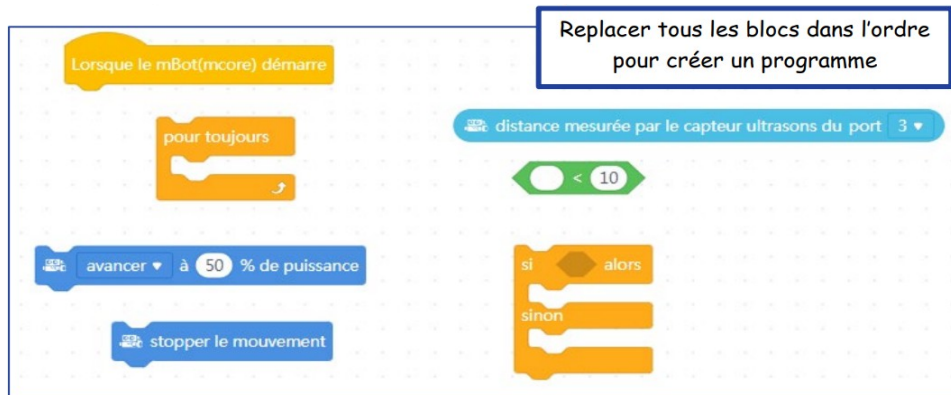 Replacer tous les blocs dans l'ordre
pour créer un programme
Lorsque le mBot(mcore) démarre
pour toujours
distance mesurée par le capteur ultrasons du port 3
< 10
avancer à 50 % de puissance
si alors
sinon
stopper le mouvement